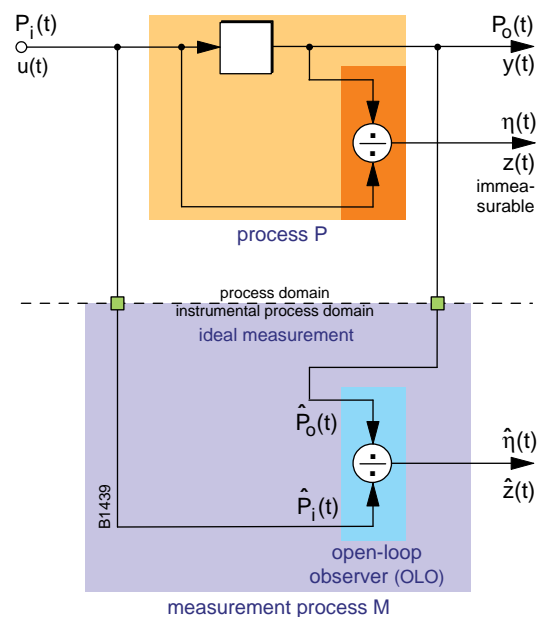 P_i(t)
u(t)
P_o(t)
y(t)
η(t)
z(t)
immea-
surable
÷
process P
process domain
instrumental process domain
ideal measurement
P̂_o(t)
÷
η̂(t)
ẑ(t)
P̂_i(t)
B1439
open-loop
observer (OLO)
measurement process M